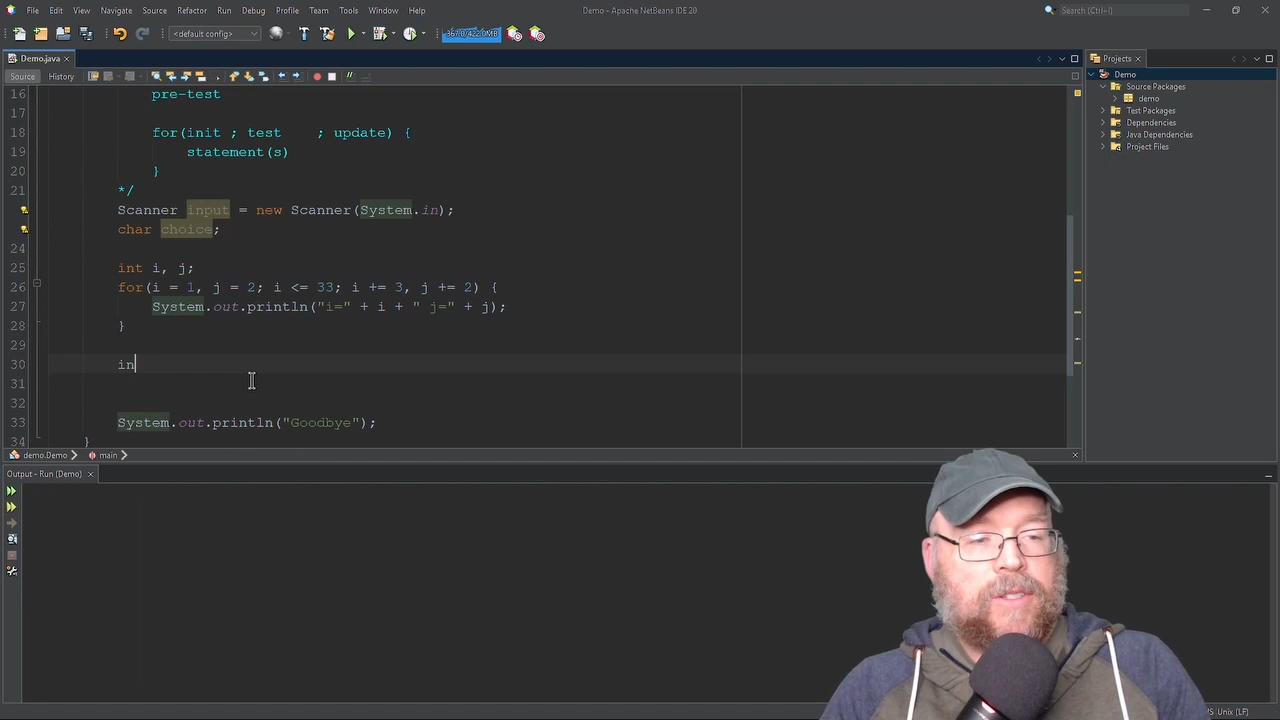 File Edit View Navigate Source Refactor Run Debug Profile Team Tools Window Help
Demo - Apache NetBeans IDE 20
Search (Ctrl+I)
<default config>
367.0/422.0MB
Demo.java
Projects
Source History
Demo
Source Packages
demo
Test Packages
Dependencies
Java Dependencies
Project Files
16 pre-test
17
18 for(init ; test    ; update) {
19 statement(s)
20 }
21 */
Scanner input = new Scanner(System.in);
char choice;
24
25 int i, j;
26 for(i = 1, j = 2; i <= 33; i += 3, j += 2) {
27 System.out.println("i=" + i + " j=" + j);
28 }
29
30 in
31
32
33 System.out.println("Goodbye");
34 }
demo.Demo main
Output - Run (Demo)
Unix (LF)